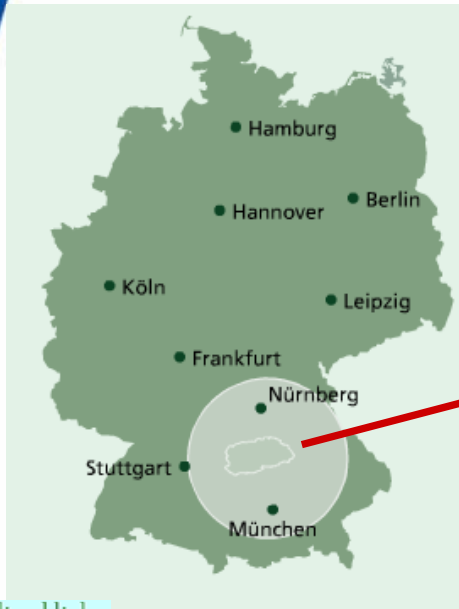 Hamburg
Berlin
Hannover
Köln
Leipzig
Frankfurt
Nürnberg
Stuttgart
München